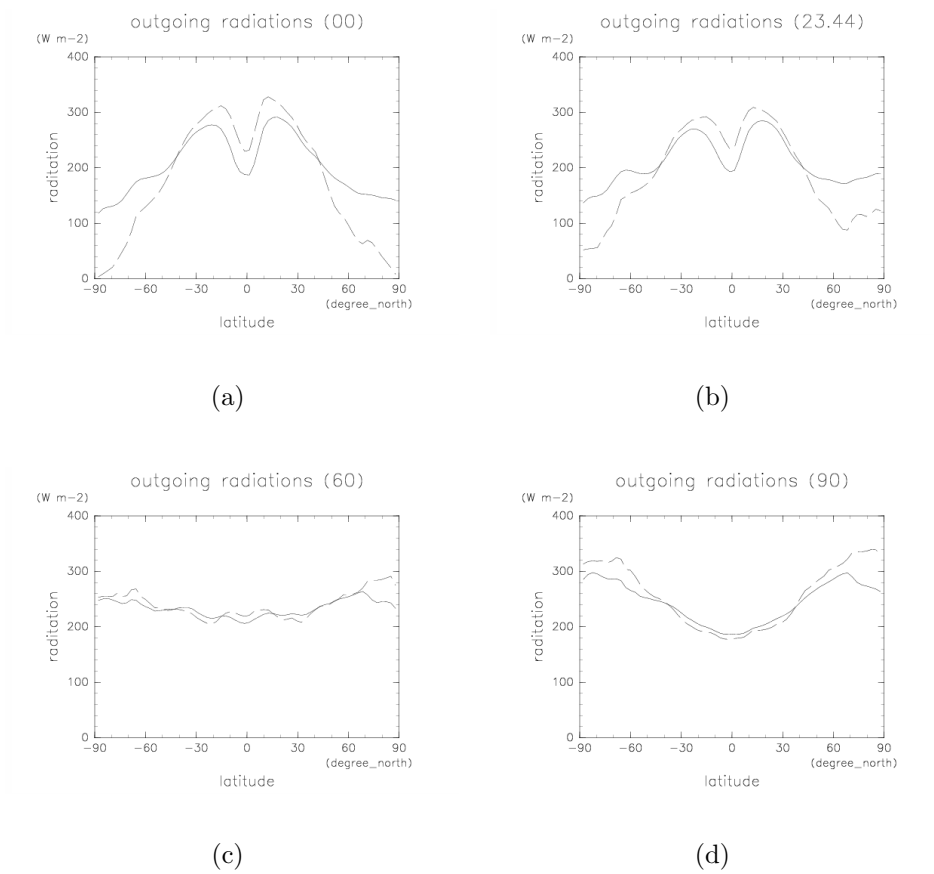 outgoing radiations (00)
(W m-2)
400
300
200
100
0
raditation
−90 −60 −30 0 30 60 90
(degree_north)
latitude
(a)
outgoing radiations (23.44)
(W m-2)
400
300
200
100
0
raditation
−90 −60 −30 0 30 60 90
(degree_north)
latitude
(b)
outgoing radiations (60)
(W m-2)
400
300
200
100
0
raditation
−90 −60 −30 0 30 60 90
(degree_north)
latitude
(c)
outgoing radiations (90)
(W m-2)
400
300
200
100
0
raditation
−90 −60 −30 0 30 60 90
(degree_north)
latitude
(d)